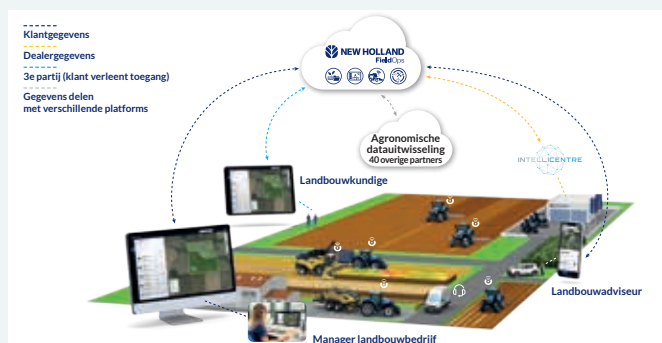 Klantgegevens
Dealergegevens
3e partij (klant verleent toegang)
Gegevens delen
met verschillende platforms
NEW HOLLAND
FieldOps
Agronomische
datauitwisseling
40 overige partners
INTELLICENTRE
Landbouwkundige
Landbouwadviseur
Manager landbouwbedrijf